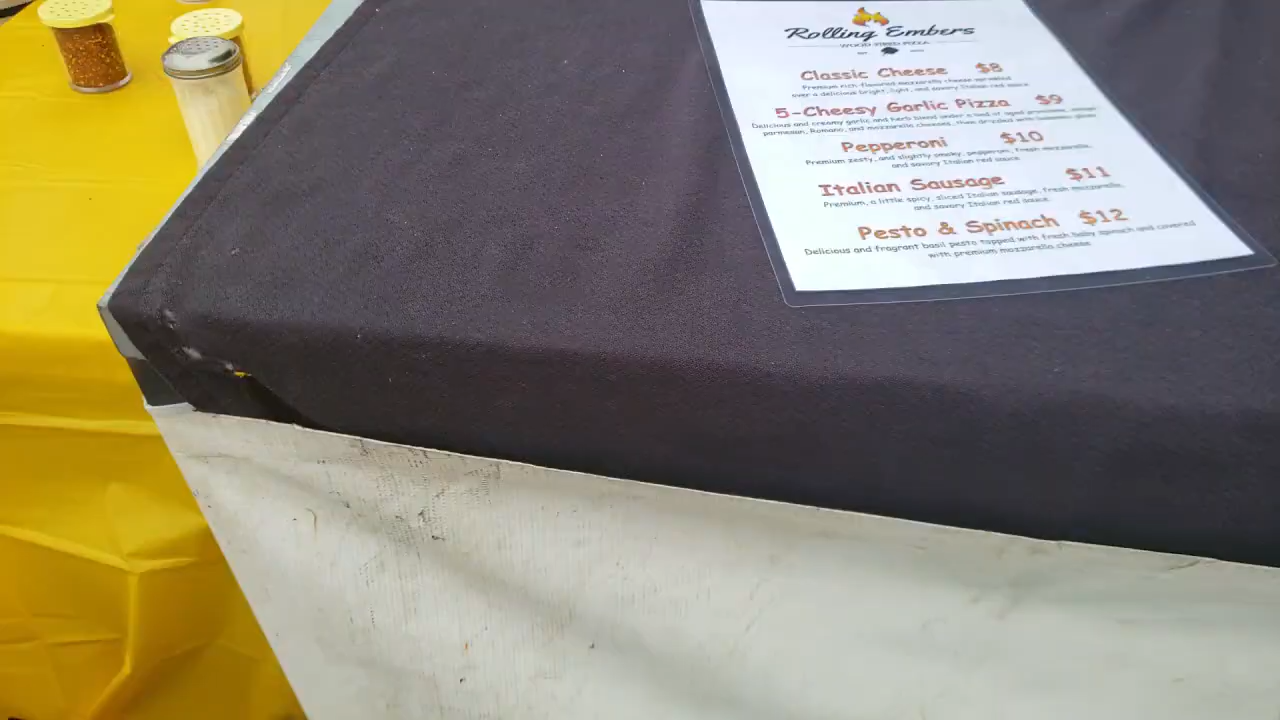 Rolling Embers
WOOD FIRED PIZZA
Classic Cheese $8
Premium rich flavored mozzarella cheese sprinkled
over a delicious bright, light, and savory Italian red sauce
5-Cheesy Garlic Pizza $9
Delicious and creamy garlic and herb blend under a bed of aged provolone,
parmesan, Romano, and mozzarella cheeses, then drizzled with balsamic glaze
Pepperoni $10
Premium zesty, and slightly smoky, pepperoni, fresh mozzarella,
and savory Italian red sauce
Italian Sausage $11
Premium, a little spicy, sliced Italian sausage, fresh mozzarella,
and savory Italian red sauce
Pesto & Spinach $12
Delicious and fragrant basil pesto topped with fresh baby spinach and covered
with premium mozzarella cheese